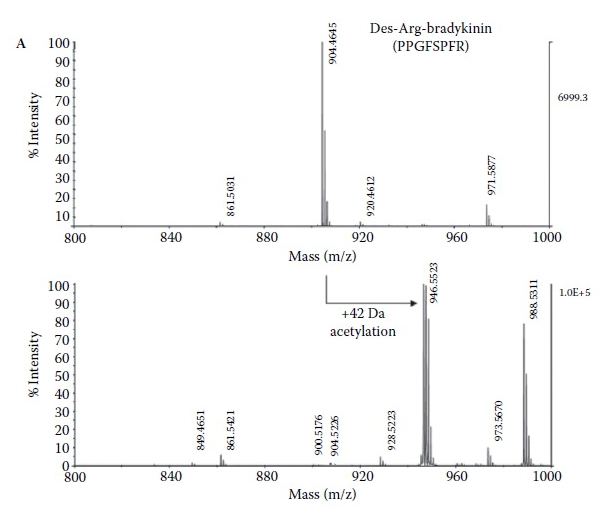 A
Des-Arg-bradykinin
(PPGFSPFR)
% Intensity
100
90
80
70
60
50
40
30
20
10
861.5031
904.4645
920.4612
971.5877
6999.3
800 840 880 920 960 1000
Mass (m/z)
% Intensity
100
90
80
70
60
50
40
30
20
10
0
+42 Da
acetylation
849.4651
861.5421
900.5176
904.5226
928.5223
946.5523
973.5670
988.5311
1.0E+5
800 840 880 920 960 1000
Mass (m/z)